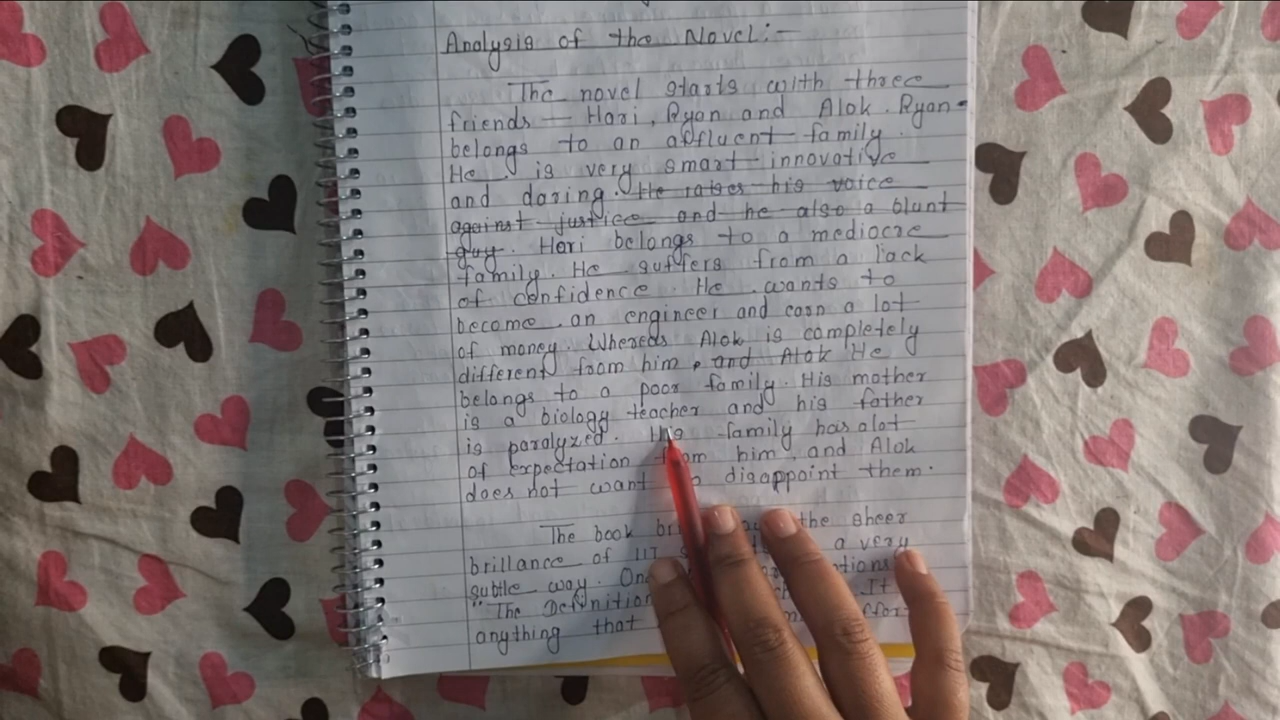 Analysis of the Novel:-
The novel starts with three
friends — Hari, Ryan and Alok. Ryan
belongs to an affluent family.
He is very smart innovative
and daring. He raises his voice
against justice and he also a blunt
guy. Hari belongs to a mediocre
family. He suffers from a lack
of confidence. He wants to
become an engineer and earn a lot
of money. Whereas Alok is completely
different from him, and Alok He
belongs to a poor family. His mother
is a biology teacher and his father
is paralyzed. His family has alot
of expectation from him and Alok
does not want to disappoint them.
The book the sheer
brillance of IIT a very
subtle way.
"The Definition It
anything that